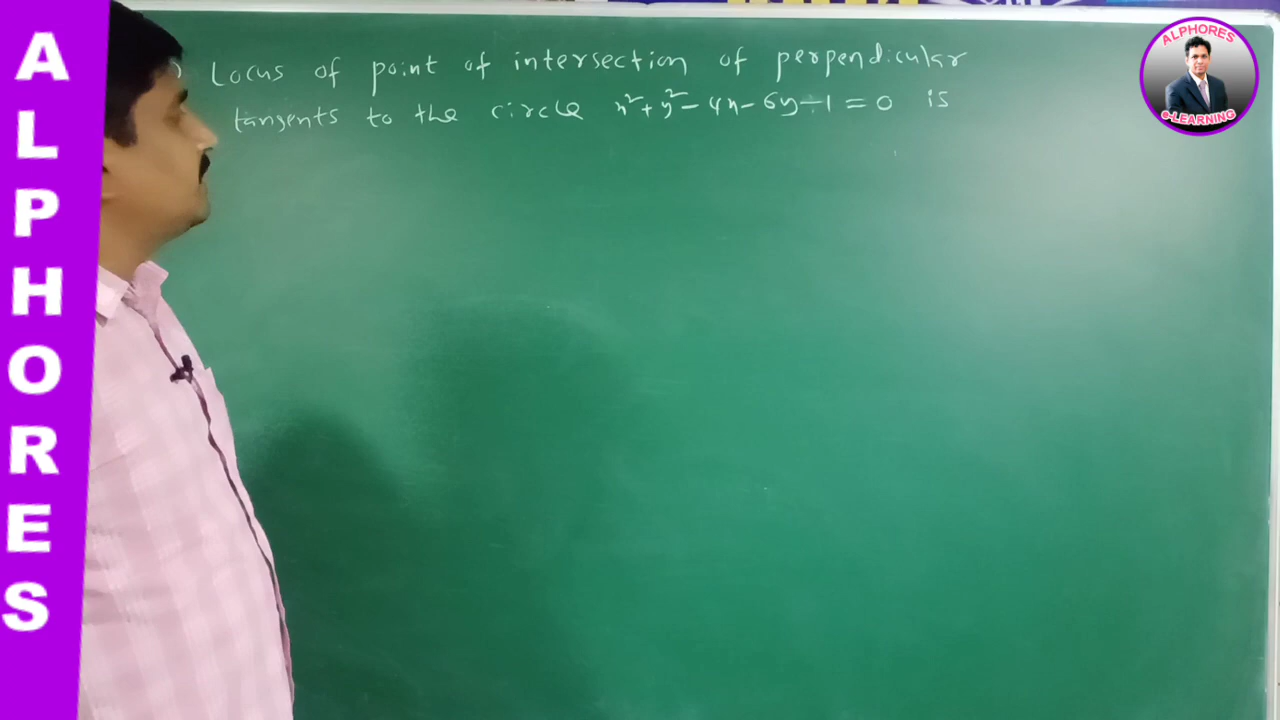 ALPHORES
) Locus of point of intersection of perpendicular
tangents to the circle x²+y²-4x-6y-1=0 is
ALPHORES
e-LEARNING